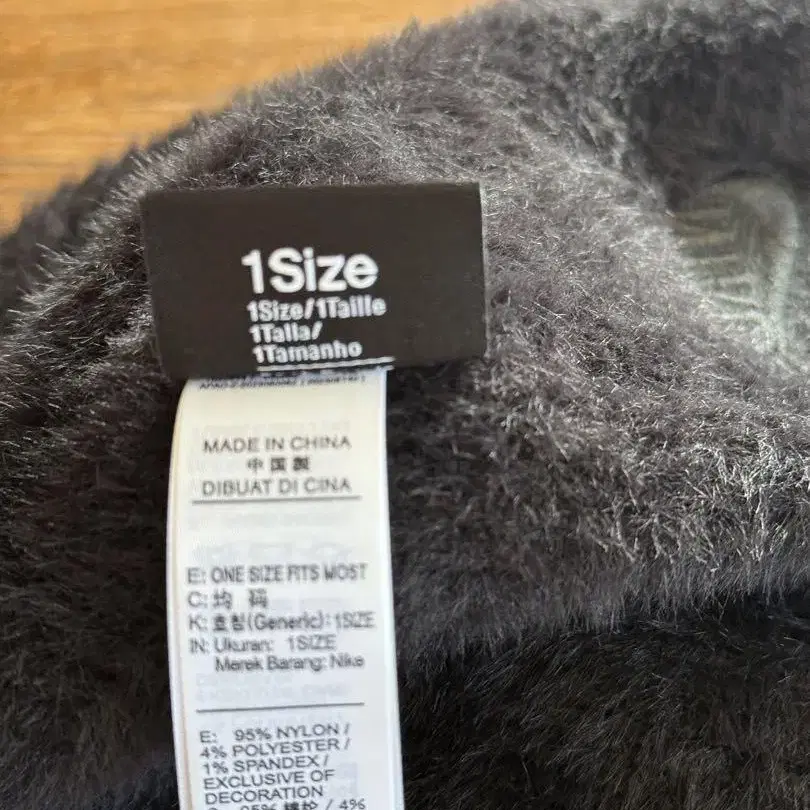 1Size
1Size/1Taille
1Talla/
1Tamanho
MADE IN CHINA
中国製
DIBUAT DI CINA
E: ONE SIZE FITS MOST
C: 均 码
K: 호칭(Generic):1SIZE
IN: Ukuran: 1SIZE
Merek Barang: Nike
E: 95% NYLON /
4% POLYESTER /
1% SPANDEX /
EXCLUSIVE OF
DECORATION
95% 4%